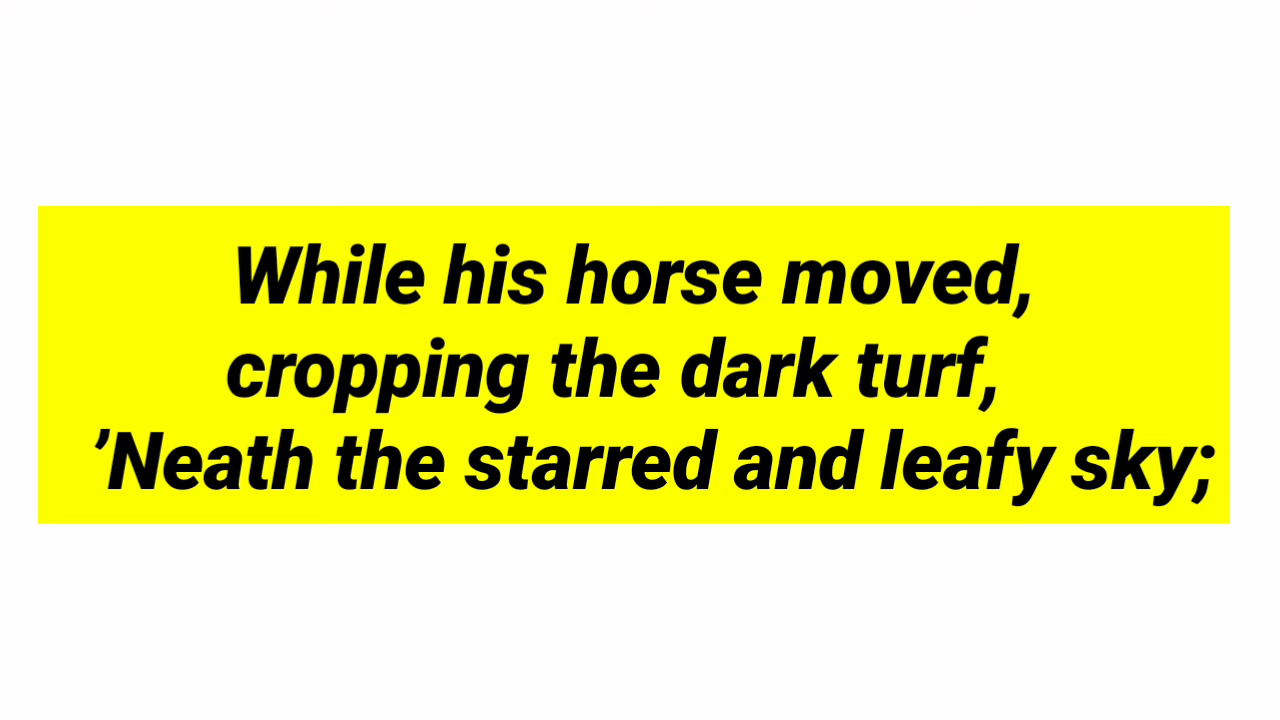 While his horse moved,
cropping the dark turf,
’Neath the starred and leafy sky;